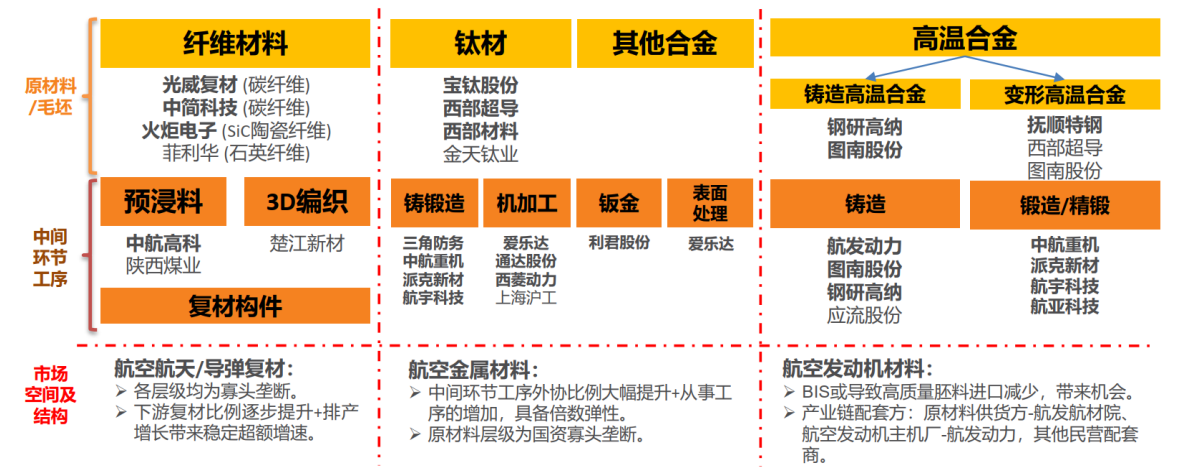 纤维材料
钛材
其他合金
高温合金
原材料
/毛坯
光威复材 (碳纤维)
中简科技 (碳纤维)
火炬电子 (SiC陶瓷纤维)
菲利华 (石英纤维)
宝钛股份
西部超导
西部材料
金天钛业
铸造高温合金
变形高温合金
钢研高纳
图南股份
抚顺特钢
西部超导
图南股份
中间
环节
工序
预浸料
3D编织
中航高科
陕西煤业
楚江新材
复材构件
铸锻造
机加工
钣金
表面
处理
三角防务
中航重机
派克新材
航宇科技
爱乐达
通达股份
西菱动力
上海沪工
利君股份
爱乐达
铸造
锻造/精锻
航发动力
图南股份
钢研高纳
应流股份
中航重机
派克新材
航宇科技
航亚科技
市场
空间及
结构
航空航天/导弹复材：
➢ 各层级均为寡头垄断。
➢ 下游复材比例逐步提升+排产
增长带来稳定超额增速。
航空金属材料：
➢ 中间环节工序外协比例大幅提升+从事工
序的增加，具备倍数弹性。
➢ 原材料层级为国资寡头垄断。
航空发动机材料：
➢ BIS或导致高质量胚料进口减少，带来机会。
➢ 产业链配套方：原材料供货方-航发航材院、
航空发动机主机厂-航发动力，其他民营配套
商。